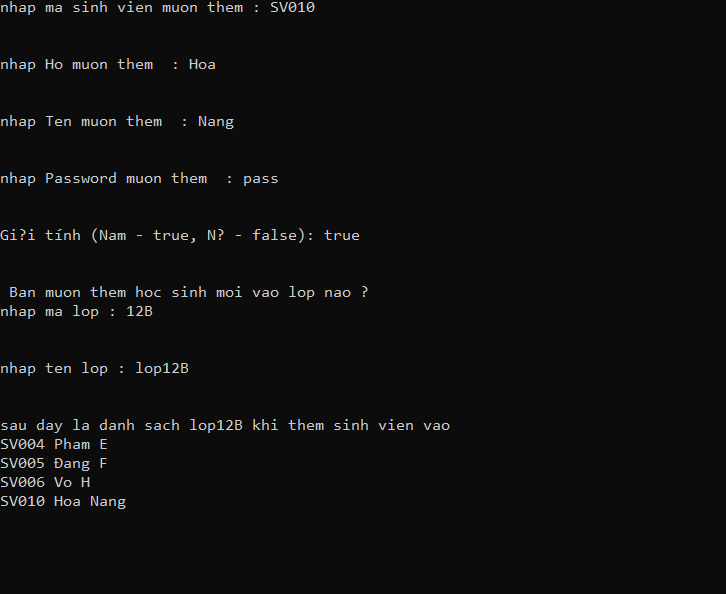 nhap ma sinh vien muon them : SV010
nhap Ho muon them  : Hoa
nhap Ten muon them  : Nang
nhap Password muon them  : pass
Gi?i tính (Nam - true, N? - false): true
Ban muon them hoc sinh moi vao lop nao ?
nhap ma lop : 12B
nhap ten lop : lop12B
sau day la danh sach lop12B khi them sinh vien vao
SV004 Pham E
SV005 Đang F
SV006 Vo H
SV010 Hoa Nang